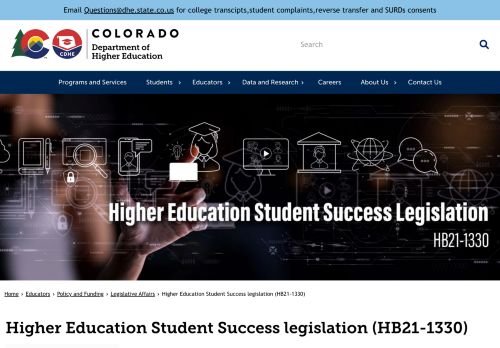 Email Questions@dhe.state.co.us for college transcipts,student complaints,reverse transfer and SURDs consents
COLORADO
Department of
Higher Education
CDHE
Search
Programs and Services Students Educators Data and Research Careers About Us Contact Us
Higher Education Student Success Legislation
HB21-1330
Home › Educators › Policy and Funding › Legislative Affairs › Higher Education Student Success legislation (HB21-1330)
Higher Education Student Success legislation (HB21-1330)